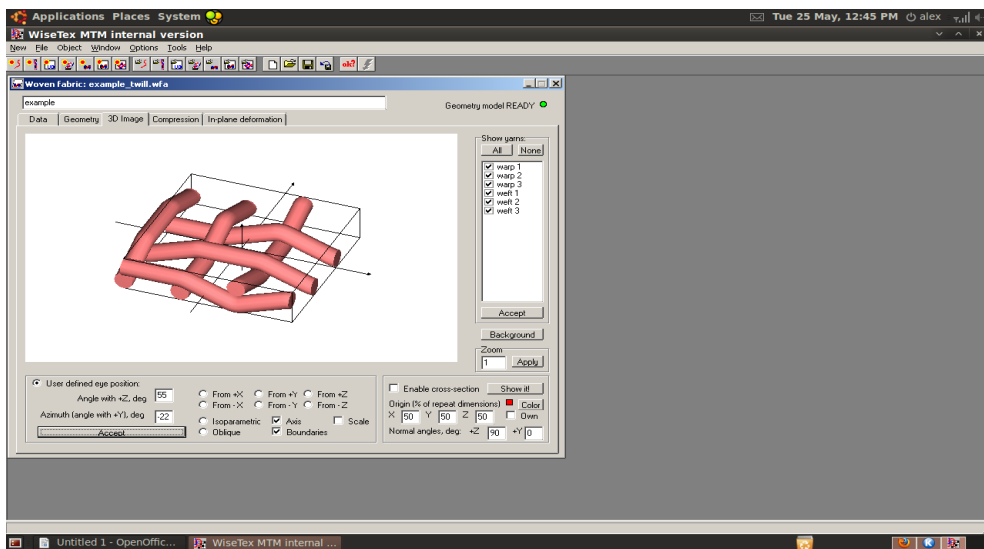 Applications Places System Tue 25 May, 12:45 PM alex
WiseTex MTM internal version
New File Object Window Options Tools Help
ok?
Woven fabric: example_twill.wfa
example
Geometry model READY
Data Geometry 3D Image Compression In-plane deformation
Show yarns:
All None
warp 1
warp 2
warp 3
weft 1
weft 2
weft 3
Accept
Background
Zoom
1 Apply
User defined eye position:
Angle with +Z, deg 55
Azimuth (angle with +Y), deg -22
Accept
From +X From +Y From +Z
From -X From -Y From -Z
Isoparametric Axis Scale
Oblique Boundaries
Enable cross-section Show it!
Origin (% of repeat dimensions) Color
X 50 Y 50 Z 50 Own
Normal angles, deg: +Z 90 +Y 0
Untitled 1 - OpenOffic... WiseTex MTM internal ...